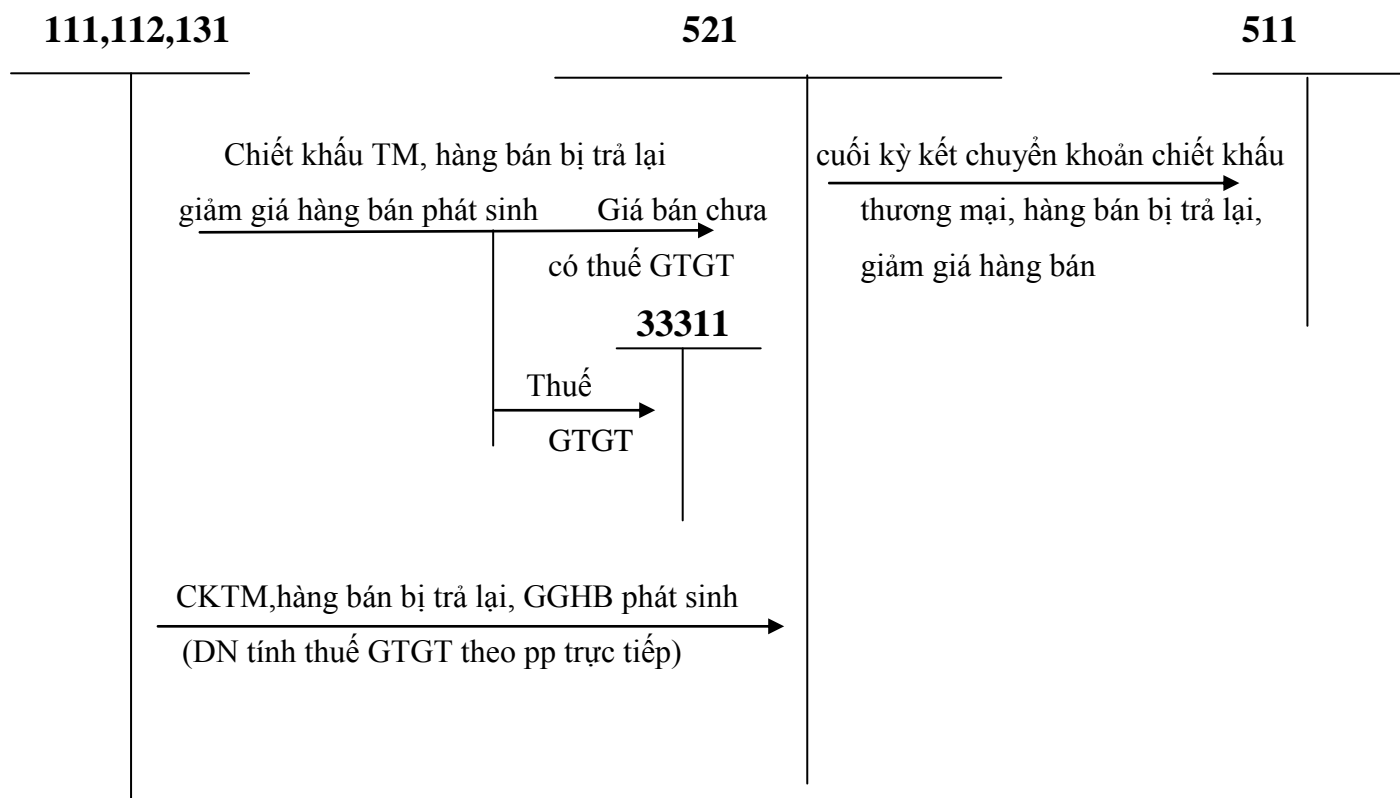 111,112,131
521
511
Chiết khấu TM, hàng bán bị trả lại
giảm giá hàng bán phát sinh
Giá bán chưa
có thuế GTGT
cuối kỳ kết chuyển khoản chiết khấu
thương mại, hàng bán bị trả lại,
giảm giá hàng bán
33311
Thuế
GTGT
CKTM,hàng bán bị trả lại, GGHB phát sinh
(DN tính thuế GTGT theo pp trực tiếp)